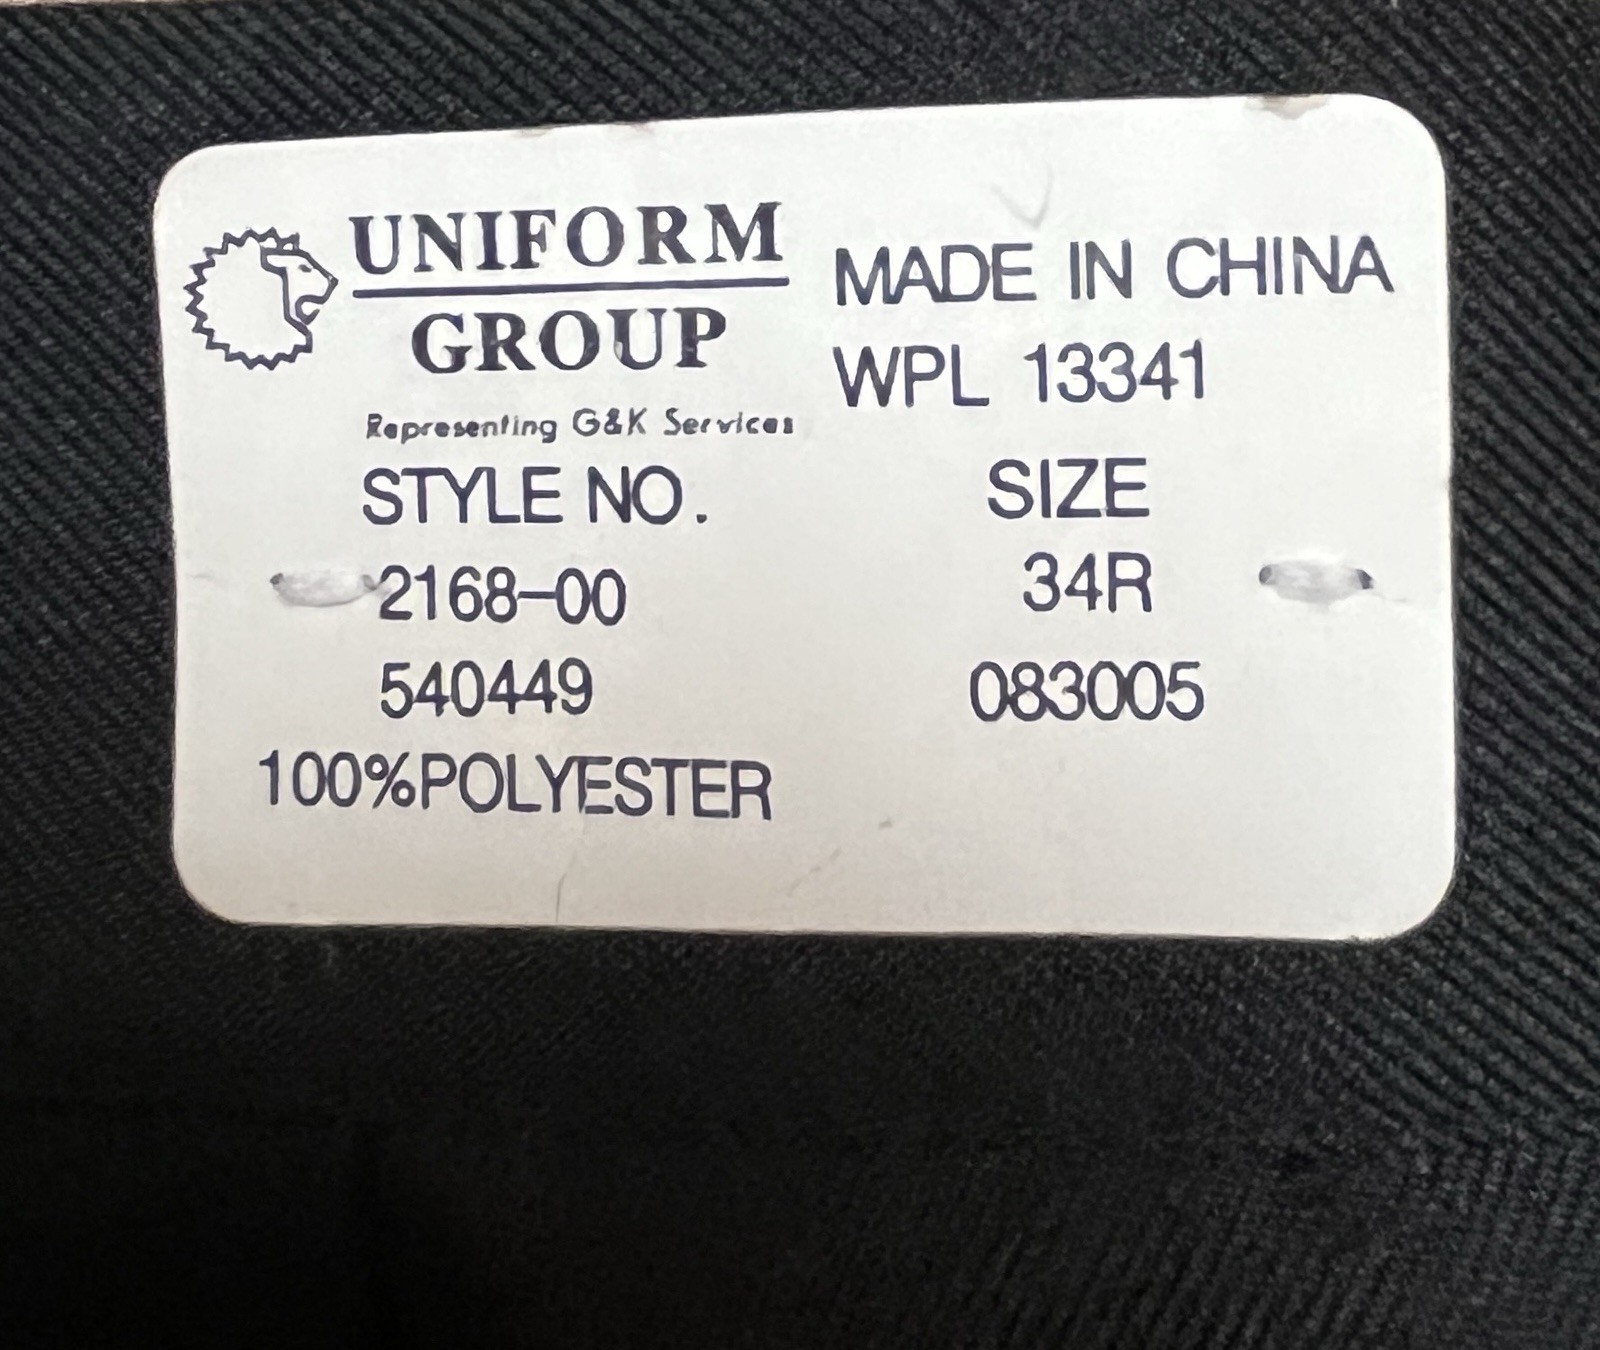 UNIFORM
GROUP
Representing G&K Services
MADE IN CHINA
WPL 13341
STYLE NO.
2168-00
540449
100%POLYESTER
SIZE
34R
083005